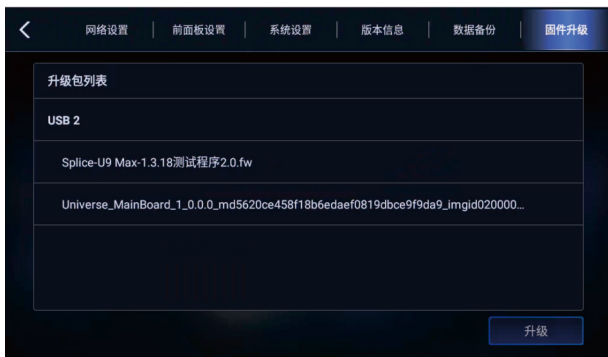 网络设置 前面板设置 系统设置 版本信息 数据备份 固件升级
升级包列表
USB 2
Splice-U9 Max-1.3.18测试程序2.0.fw
Universe_MainBoard_1_0.0.0_md5620ce458f18b6edaef0819dbce9f9da9_imgid020000...
升级